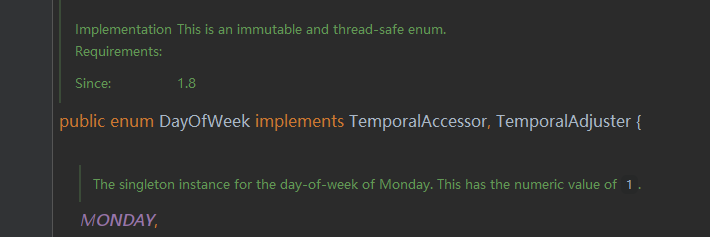 Implementation This is an immutable and thread-safe enum.
Requirements:
Since: 1.8
public enum DayOfWeek implements TemporalAccessor, TemporalAdjuster {
The singleton instance for the day-of-week of Monday. This has the numeric value of 1 .
MONDAY,